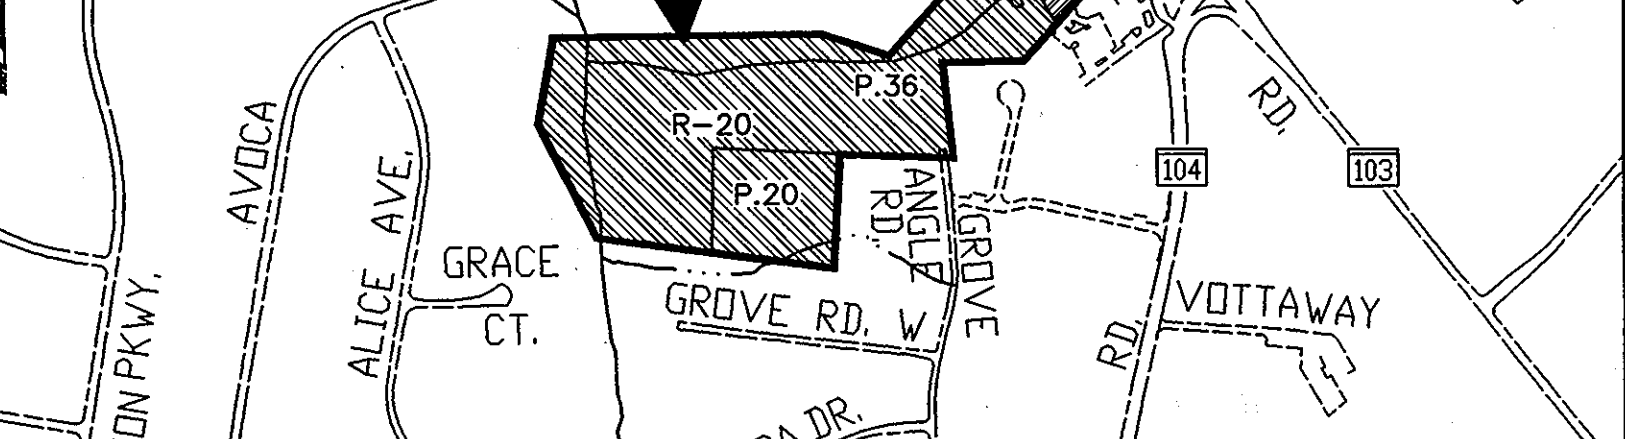 P.36
R-20
P.20
AVOCA
ALICE AVE.
GRACE
CT.
GROVE RD. W
ANGLE
RD.
GROVE
104
103
RD.
RD.
VOTTAWAY
PKWY.
DR.